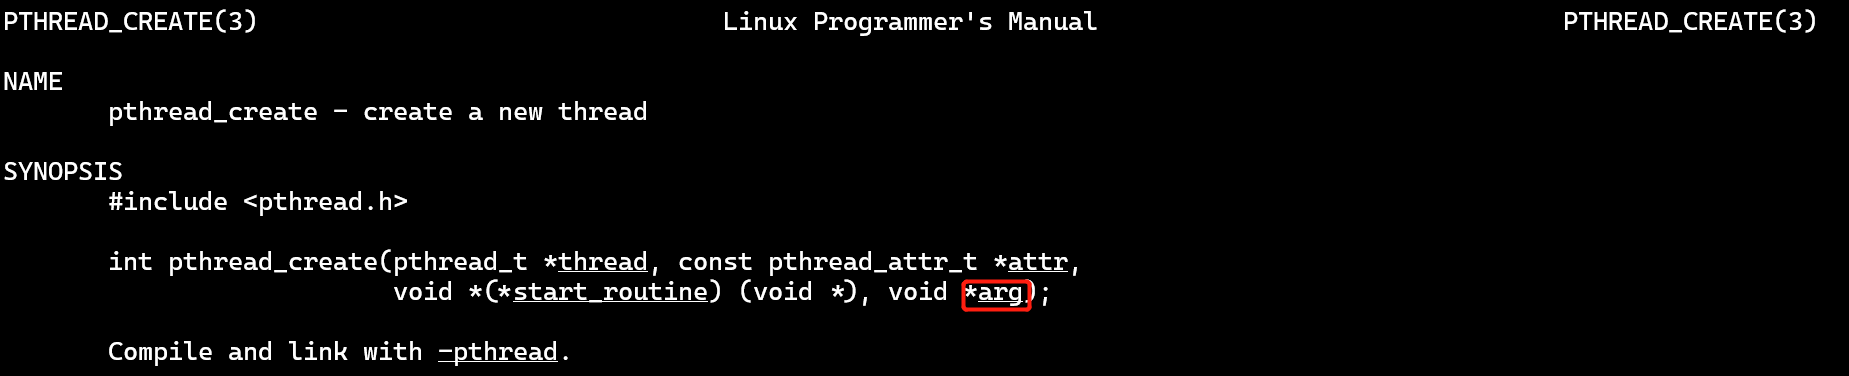 PTHREAD_CREATE(3) Linux Programmer's Manual PTHREAD_CREATE(3)
NAME
pthread_create – create a new thread
SYNOPSIS
#include <pthread.h>
int pthread_create(pthread_t *thread, const pthread_attr_t *attr,
void *(*start_routine) (void *), void *arg);
Compile and link with -pthread.